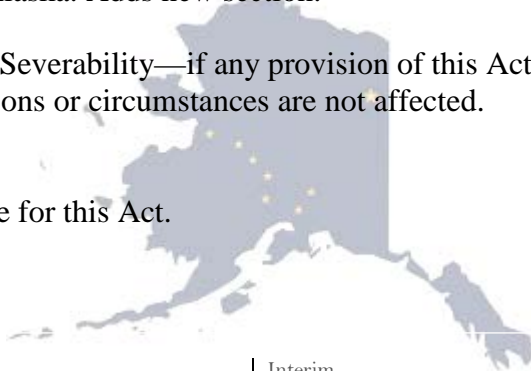 Adds new section.
Severability—if any provision of this Act
ons or circumstances are not affected.
e for this Act.
Interim